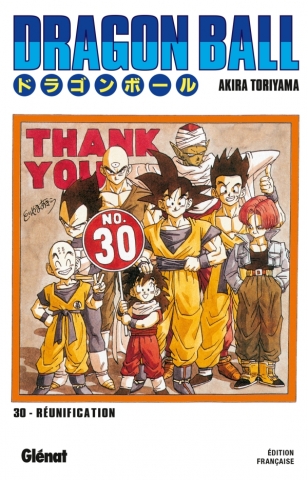 DRAGON BALL
ドラゴンボール
AKIRA TORIYAMA
THANK
YOU
NO.
30
30 - RÉUNIFICATION
Glénat
ÉDITION
FRANÇAISE